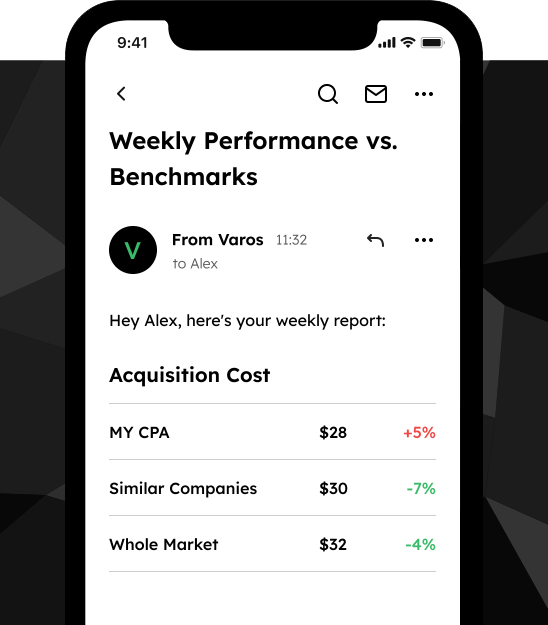 9:41
Weekly Performance vs.
Benchmarks
V
From Varos 11:32
to Alex
Hey Alex, here's your weekly report:
Acquisition Cost
MY CPA $28 +5%
Similar Companies $30 -7%
Whole Market $32 -4%